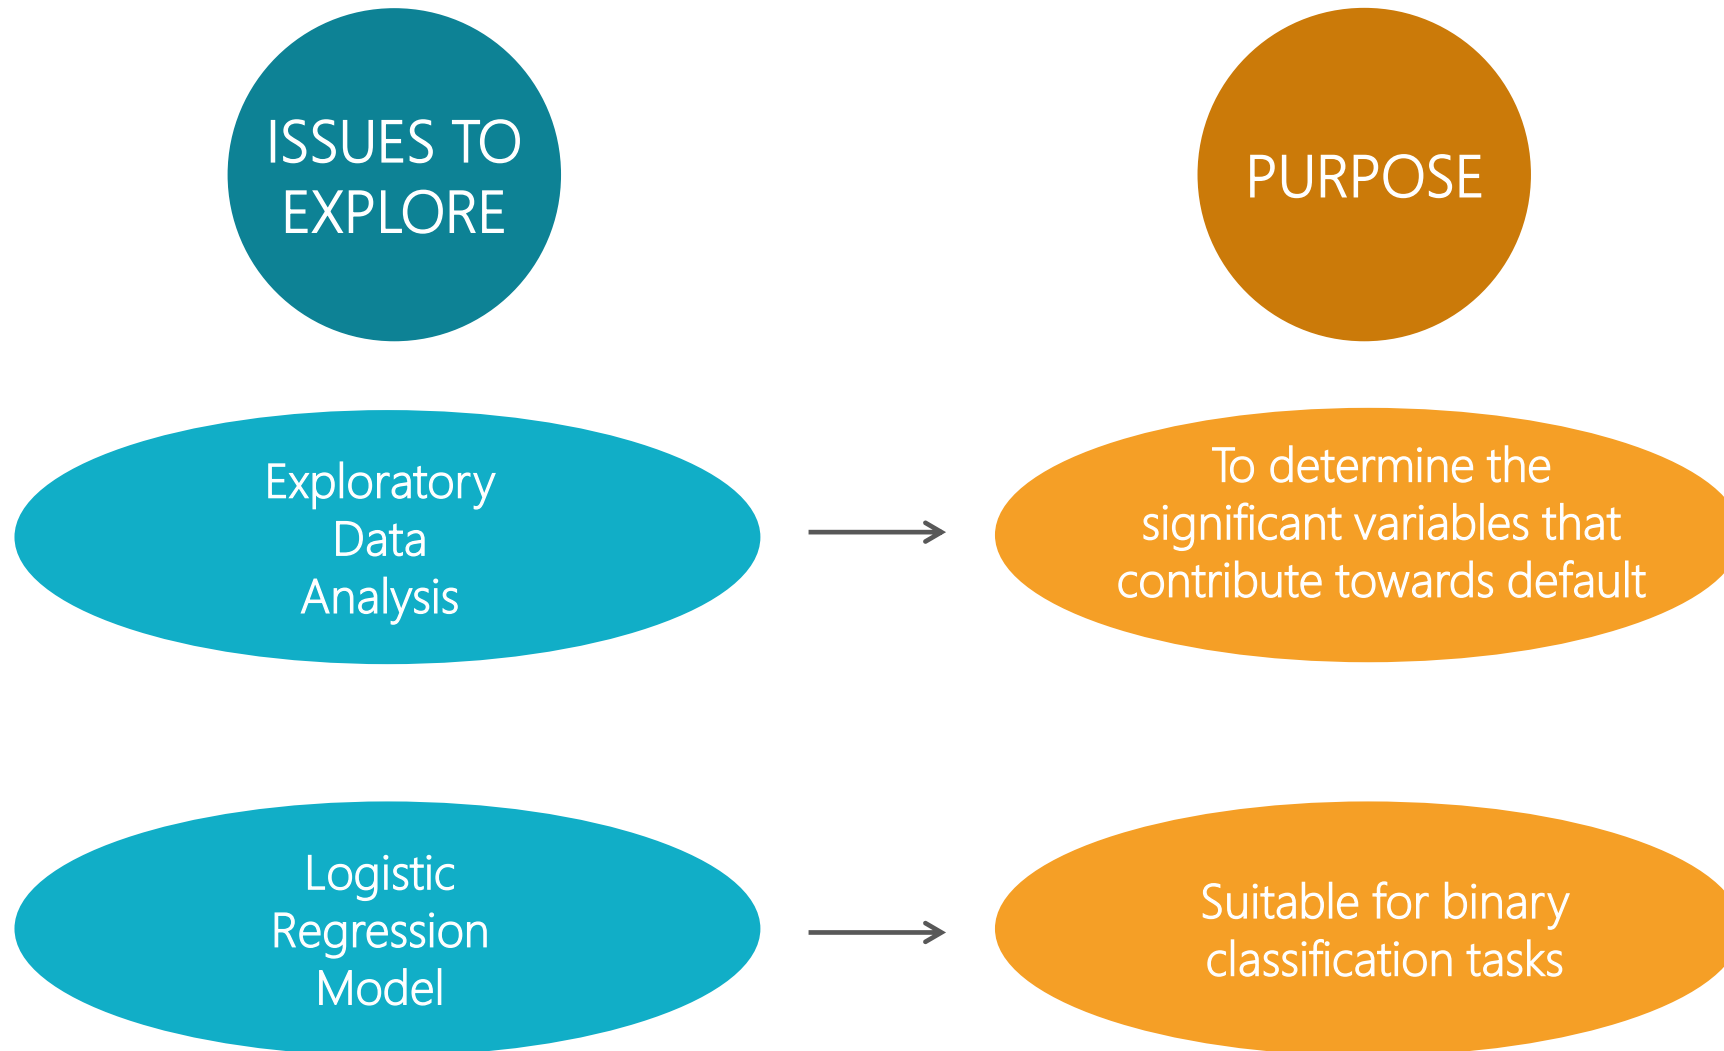 ISSUES TO
EXPLORE
PURPOSE
Exploratory
Data
Analysis
To determine the
significant variables that
contribute towards default
Logistic
Regression
Model
Suitable for binary
classification tasks